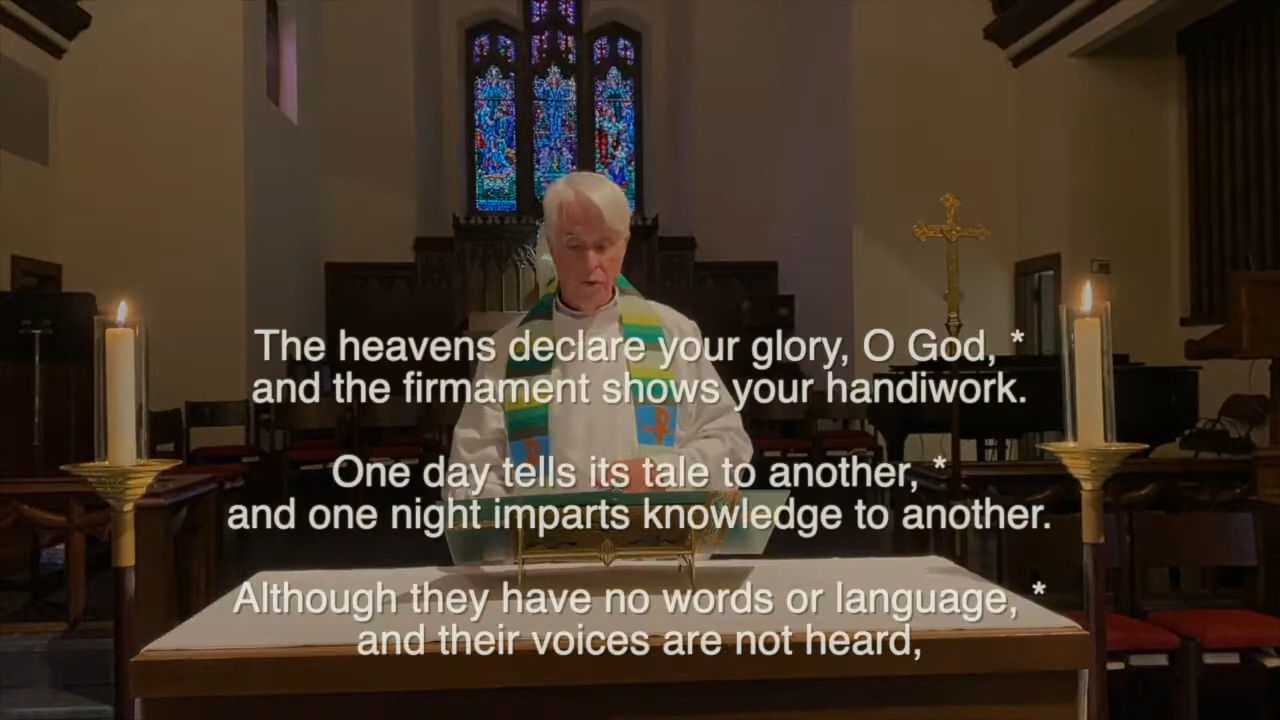 The heavens declare your glory, O God, *
and the firmament shows your handiwork.
One day tells its tale to another, *
and one night imparts knowledge to another.
Although they have no words or language, *
and their voices are not heard,